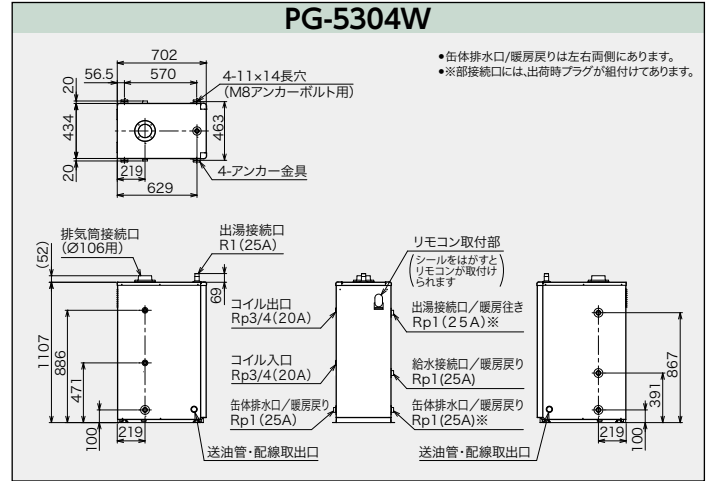 PG-5304W
•缶体排水口/暖房戻りは左右両側にあります。
•※部接続口には、出荷時プラグが組付けてあります。
702
56.5
570
4-11×14長穴
(M8アンカーボルト用)
20
434
20
463
219
629
4-アンカー金具
排気筒接続口
(Ø106用)
出湯接続口
R1(25A)
(52)
69
1107
886
471
100
219
送油管・配線取出口
コイル出口
Rp3/4(20A)
コイル入口
Rp3/4(20A)
缶体排水口/暖房戻り
Rp1(25A)
リモコン取付部
(シールをはがすと
リモコンが取付け
られます)
出湯接続口/暖房往き
Rp1(25A)※
給水接続口/暖房戻り
Rp1(25A)
缶体排水口/暖房戻り
Rp1(25A)※
送油管・配線取出口
867
391
100
219